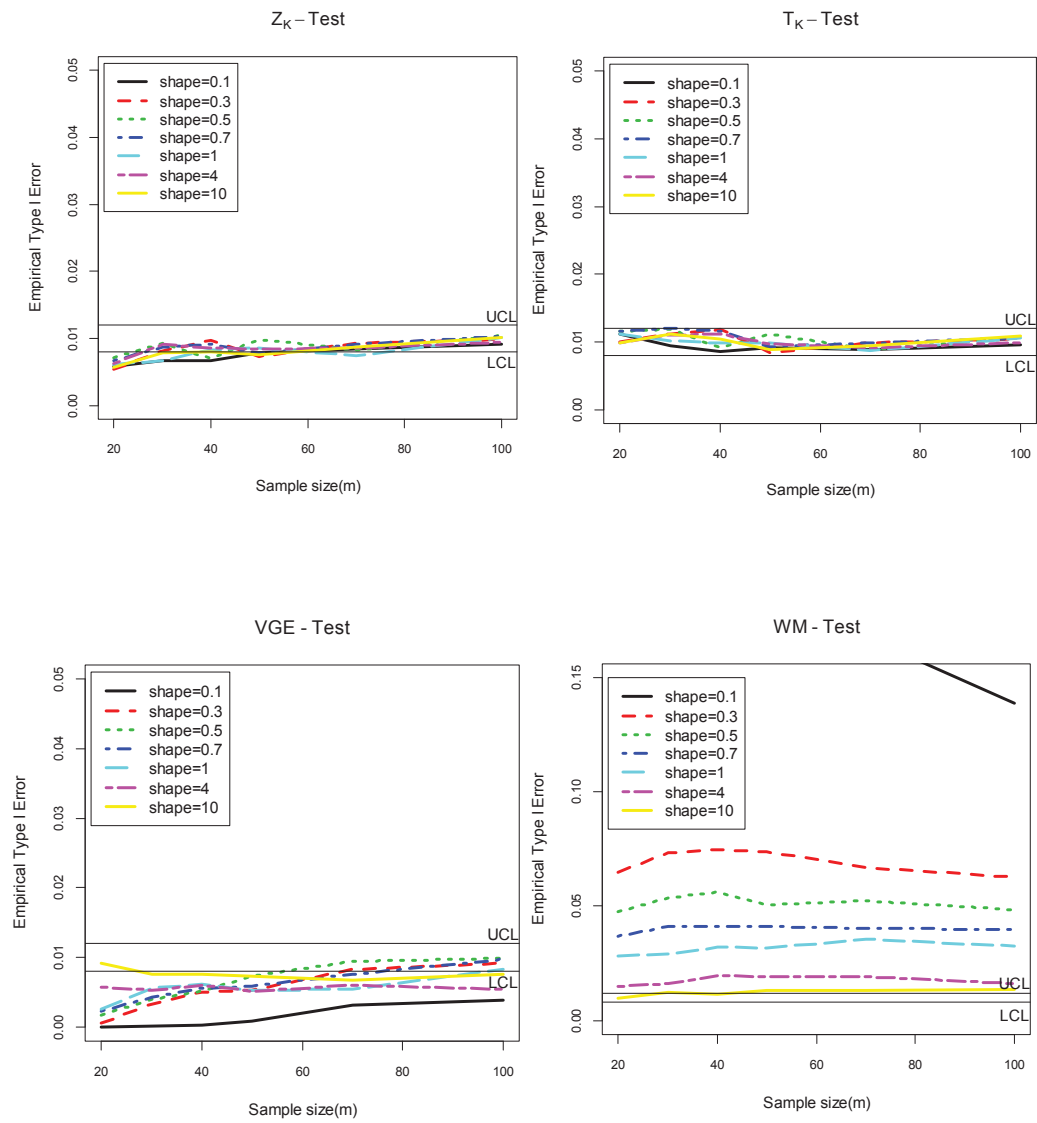 Z_K – Test
Empirical Type I Error
0.05
0.04
0.03
0.02
0.01
0.00
shape=0.1
shape=0.3
shape=0.5
shape=0.7
shape=1
shape=4
shape=10
UCL
LCL
20 40 60 80 100
Sample size(m)
T_K – Test
Empirical Type I Error
0.05
0.04
0.03
0.02
0.01
0.00
shape=0.1
shape=0.3
shape=0.5
shape=0.7
shape=1
shape=4
shape=10
UCL
LCL
20 40 60 80 100
Sample size(m)
VGE - Test
Empirical Type I Error
0.05
0.04
0.03
0.02
0.01
0.00
shape=0.1
shape=0.3
shape=0.5
shape=0.7
shape=1
shape=4
shape=10
UCL
LCL
20 40 60 80 100
Sample size(m)
WM - Test
Empirical Type I Error
0.15
0.10
0.05
0.00
shape=0.1
shape=0.3
shape=0.5
shape=0.7
shape=1
shape=4
shape=10
UCL
LCL
20 40 60 80 100
Sample size(m)